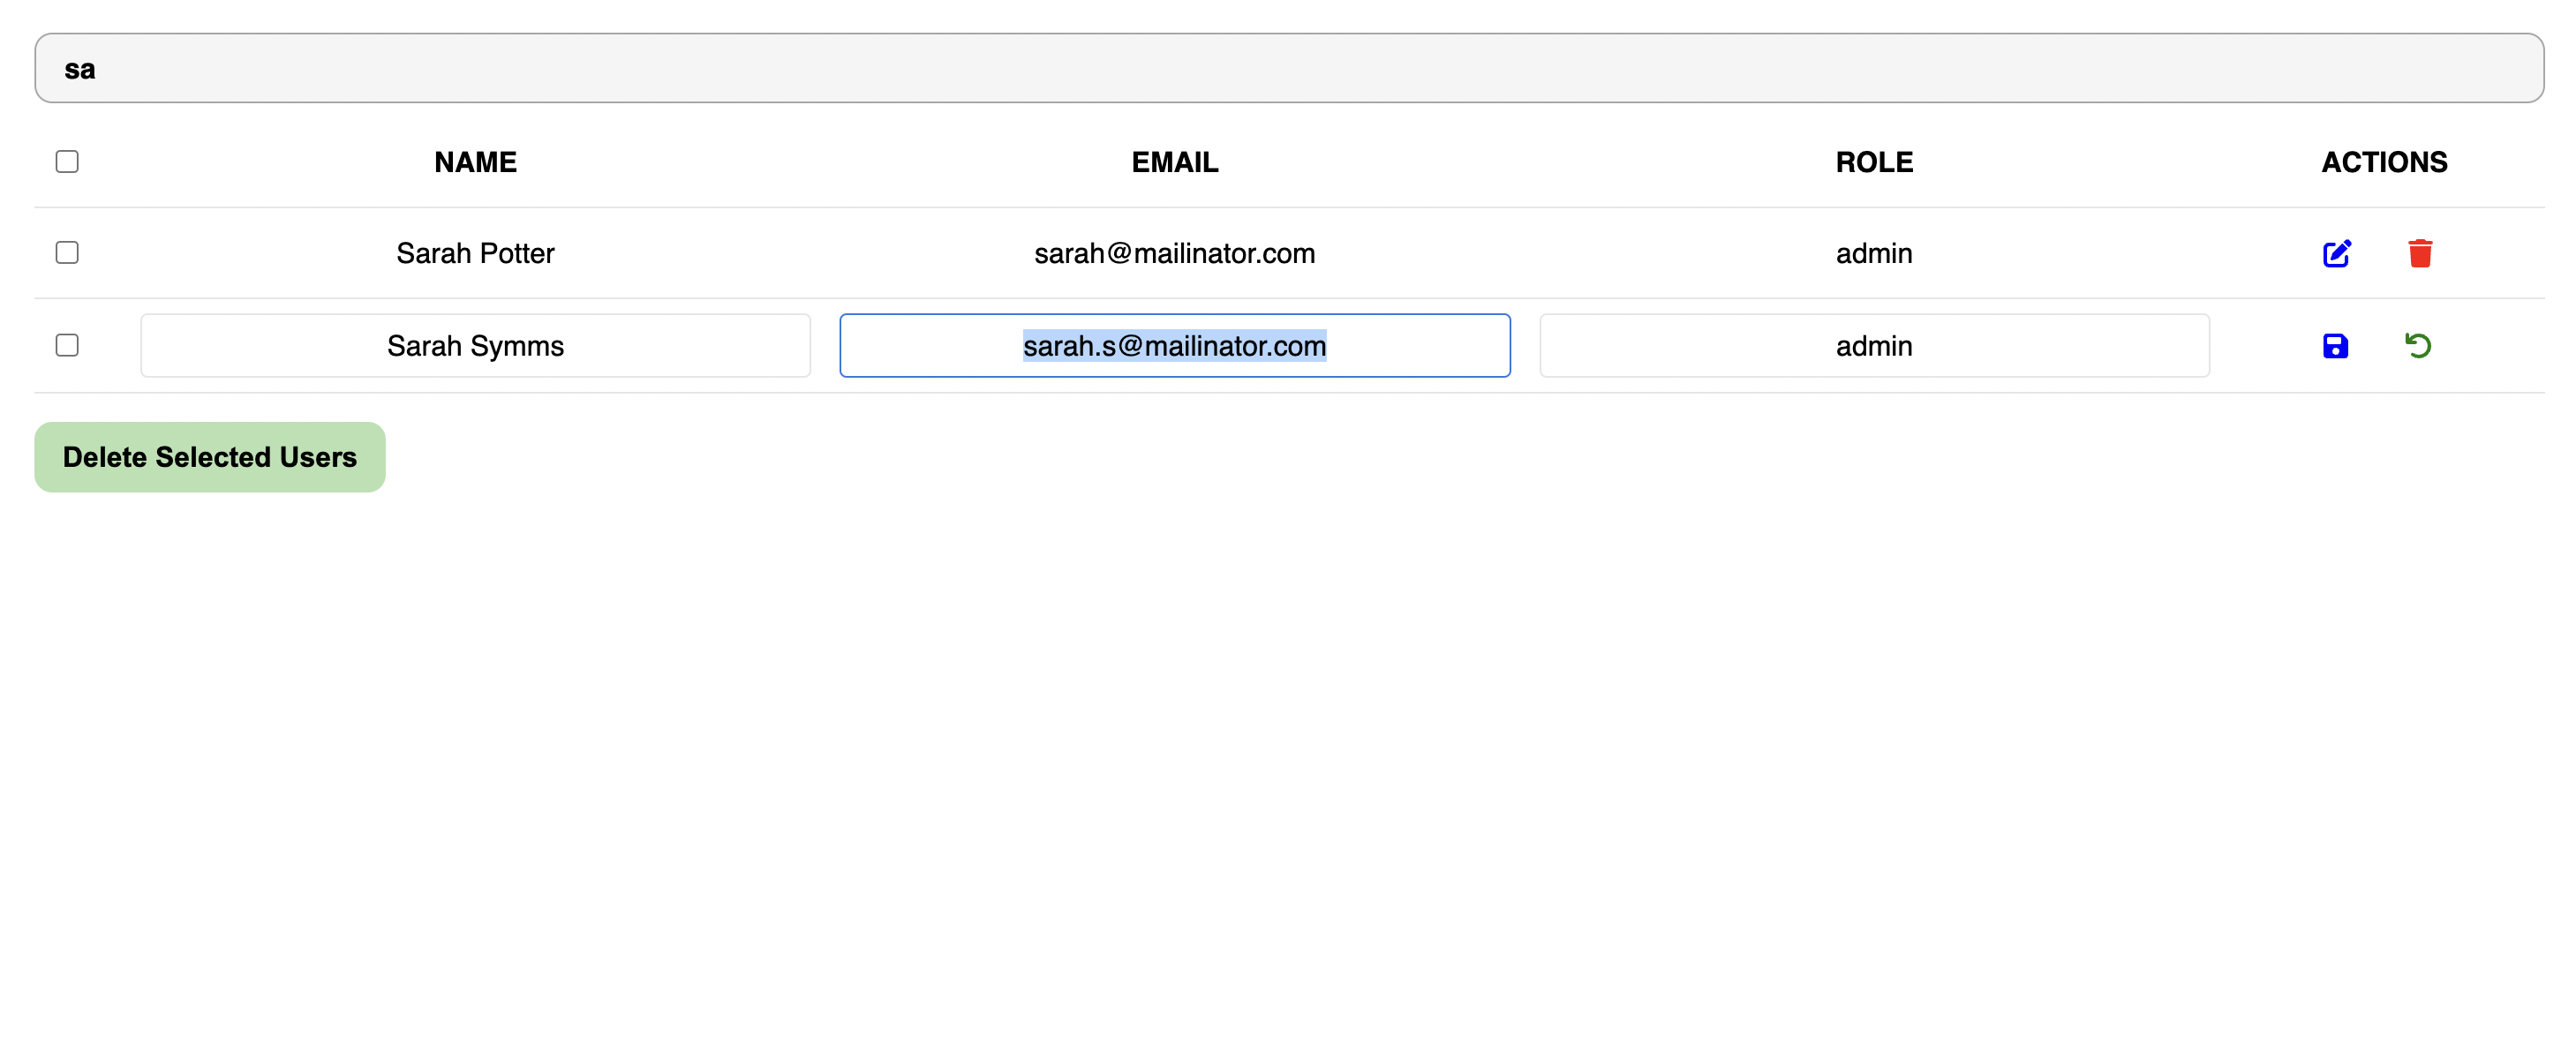 sa
NAME EMAIL ROLE ACTIONS
Sarah Potter sarah@mailinator.com admin
Sarah Symms sarah.s@mailinator.com admin
Delete Selected Users